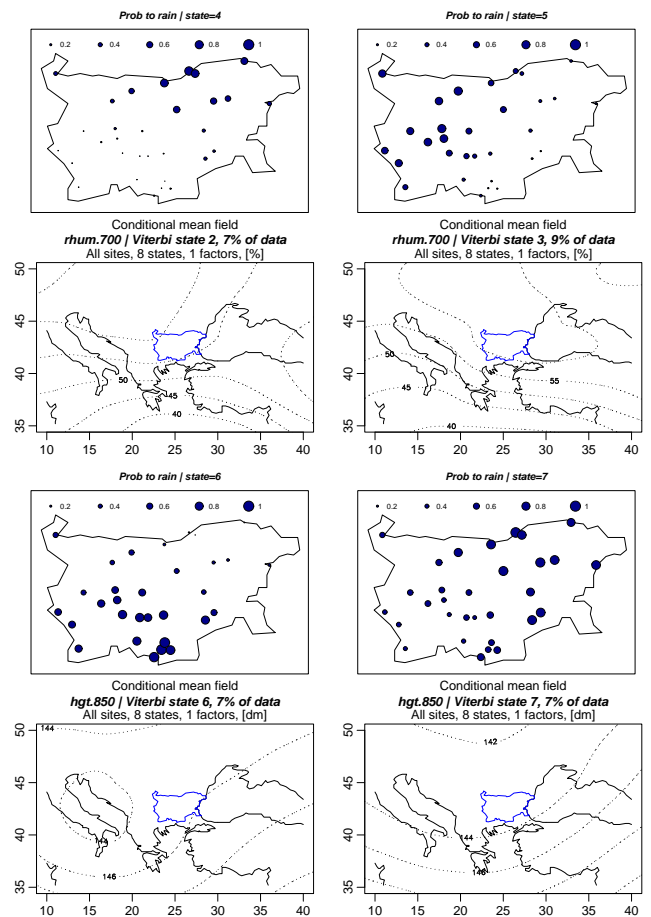 Prob to rain | state=4
0.2 0.4 0.6 0.8 1
Prob to rain | state=5
0.2 0.4 0.6 0.8 1
Conditional mean field
rhum.700 | Viterbi state 2, 7% of data
All sites, 8 states, 1 factors, [%]
50
45
40
35
50
45
40
10 15 20 25 30 35 40
Conditional mean field
rhum.700 | Viterbi state 3, 9% of data
All sites, 8 states, 1 factors, [%]
50
45
40
35
50
55
45
40
10 15 20 25 30 35 40
Prob to rain | state=6
0.2 0.4 0.6 0.8 1
Prob to rain | state=7
0.2 0.4 0.6 0.8 1
Conditional mean field
hgt.850 | Viterbi state 6, 7% of data
All sites, 8 states, 1 factors, [dm]
50
45
40
35
144
144
146
10 15 20 25 30 35 40
Conditional mean field
hgt.850 | Viterbi state 7, 7% of data
All sites, 8 states, 1 factors, [dm]
50
45
40
35
142
144
146
10 15 20 25 30 35 40